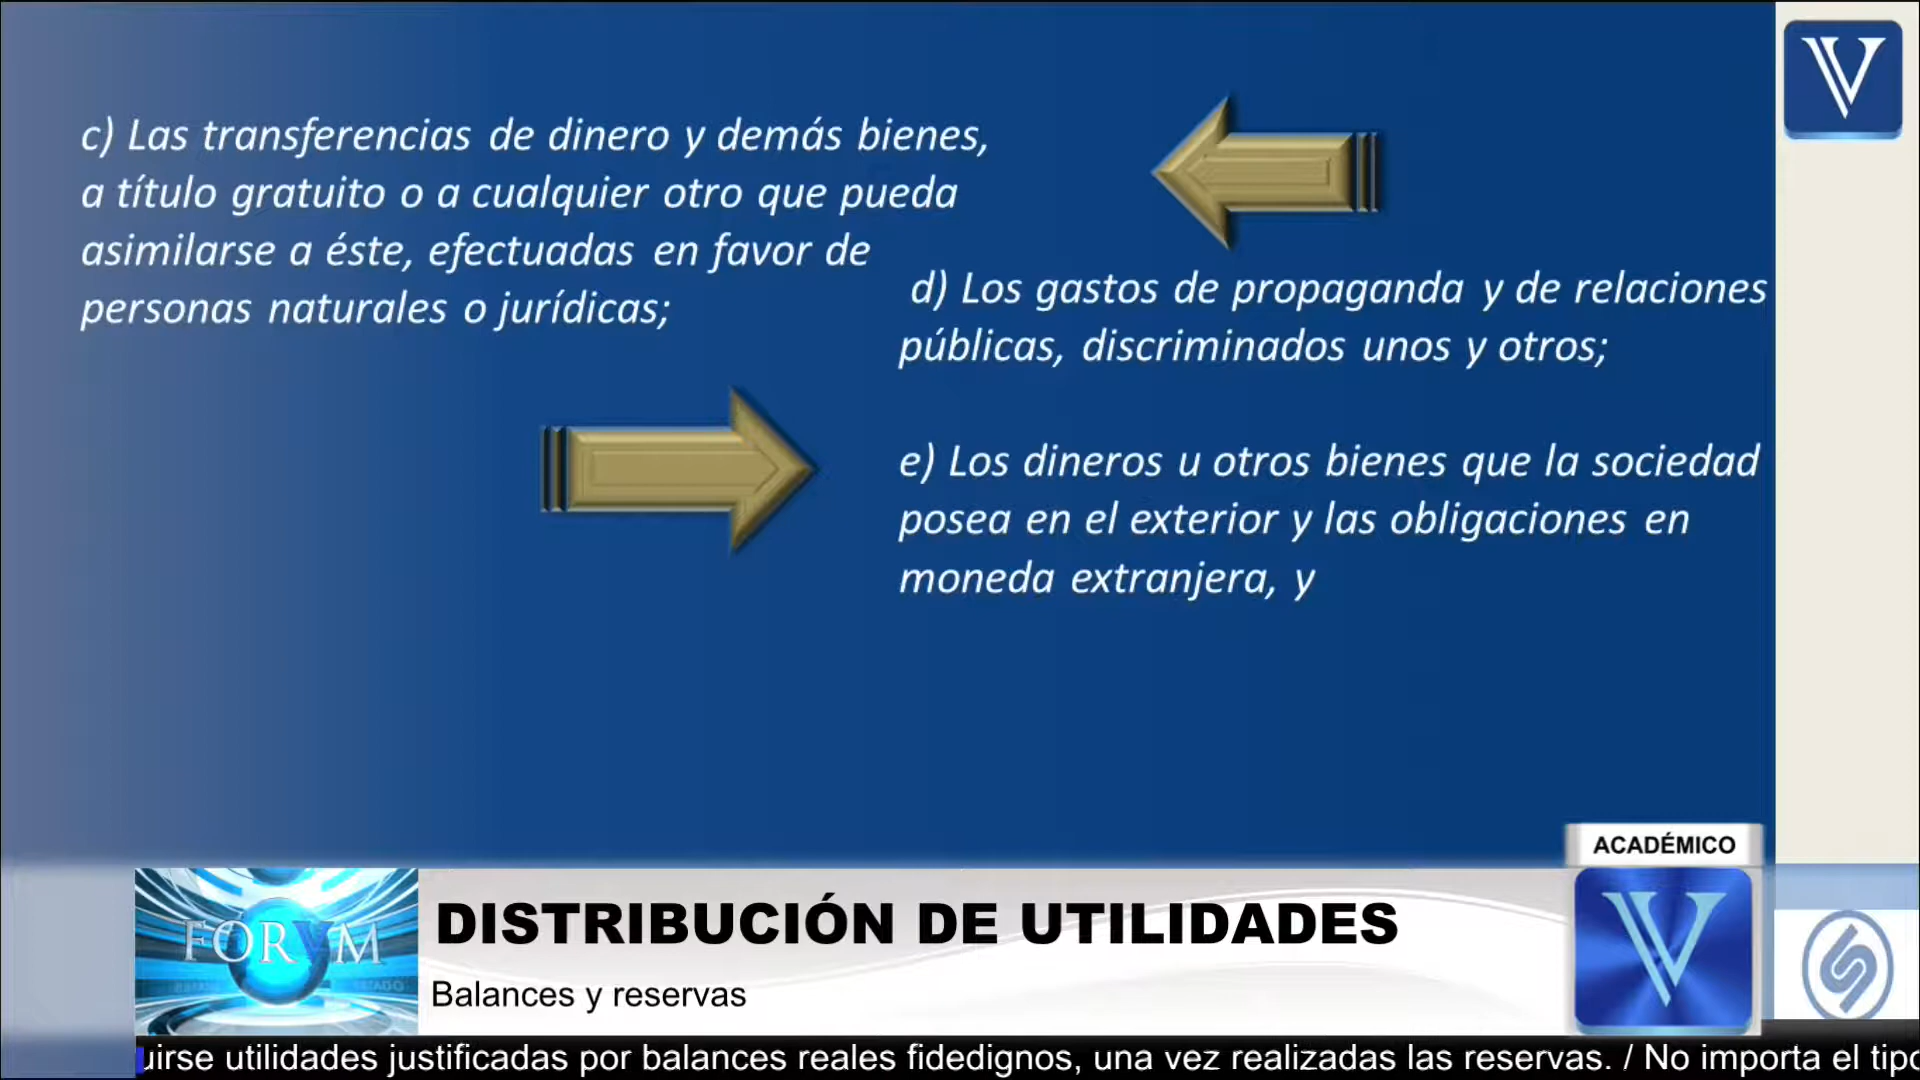 c) Las transferencias de dinero y demás bienes,
a título gratuito o a cualquier otro que pueda
asimilarse a éste, efectuadas en favor de
personas naturales o jurídicas;
d) Los gastos de propaganda y de relaciones
públicas, discriminados unos y otros;
e) Los dineros u otros bienes que la sociedad
posea en el exterior y las obligaciones en
moneda extranjera, y
ACADÉMICO
FORVM
DISTRIBUCIÓN DE UTILIDADES
Balances y reservas
uirse utilidades justificadas por balances reales fidedignos, una vez realizadas las reservas. / No importa el tipo